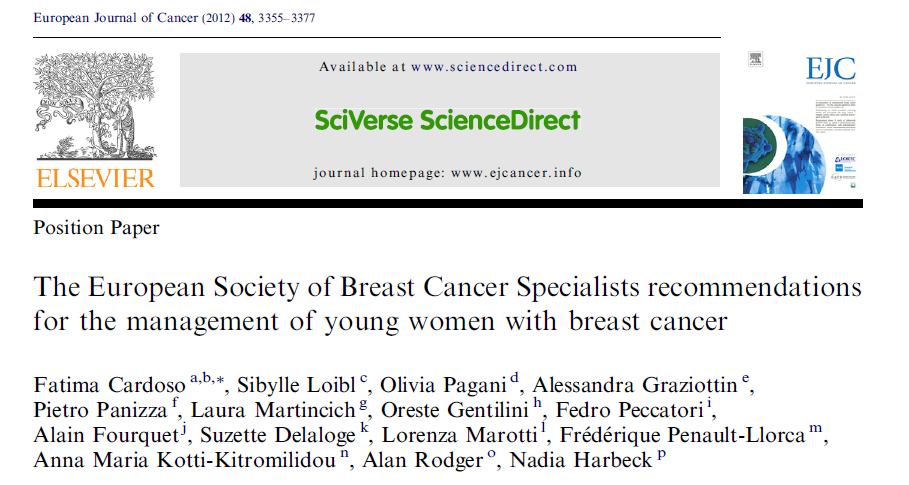 European Journal of Cancer (2012) 48, 3355–3377
Available at www.sciencedirect.com
SciVerse ScienceDirect
journal homepage: www.ejcancer.info
ELSEVIER
EJC
Position Paper
The European Society of Breast Cancer Specialists recommendations
for the management of young women with breast cancer
Fatima Cardoso a,b,*, Sibylle Loibl c, Olivia Pagani d, Alessandra Graziottin e,
Pietro Panizza f, Laura Martincich g, Oreste Gentilini h, Fedro Peccatori i,
Alain Fourquet j, Suzette Delaloge k, Lorenza Marotti l, Frédérique Penault-Llorca m,
Anna Maria Kotti-Kitromilidou n, Alan Rodger o, Nadia Harbeck p